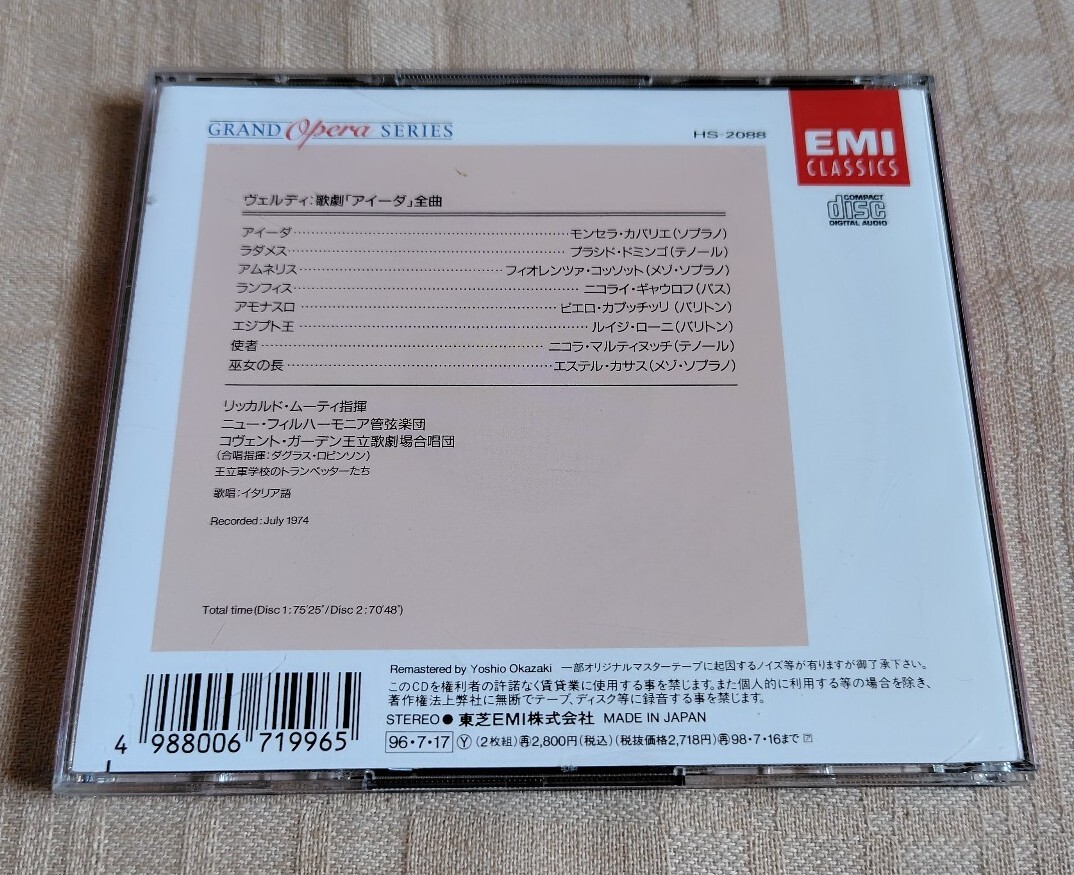 GRAND Opera SERIES
HS-2088
EMI
CLASSICS
COMPACT
disc
DIGITAL AUDIO
ヴェルディ：歌劇「アイーダ」全曲
アイーダ……モンセラ・カバリエ（ソプラノ）
ラダメス……プラシド・ドミンゴ（テノール）
アムネリス……フィオレンツァ・コッソット（メゾ・ソプラノ）
ランフィス……ニコライ・ギャウロフ（バス）
アモナスロ……ピエロ・カプッチッリ（バリトン）
エジプト王……ルイジ・ローニ（バリトン）
使者……ニコラ・マルティヌッチ（テノール）
巫女の長……エステル・カサス（メゾ・ソプラノ）
リッカルド・ムーティ指揮
ニュー・フィルハーモニア管弦楽団
コヴェント・ガーデン王立歌劇場合唱団
（合唱指揮：ダグラス・ロビンソン）
王立軍学校のトランペッターたち
歌唱：イタリア語
Recorded : July 1974
Total time (Disc 1 : 75'25"/Disc 2 : 70'48")
Remastered by Yoshio Okazaki 一部オリジナルマスターテープに起因するノイズ等が有りますが御了承下さい。
このCDを権利者の許諾なく賃貸業に使用する事を禁じます。また個人的に利用する等の場合を除き、
著作権法上弊社に無断でテープ、ディスク等に録音する事を禁じます。
STEREO ● 東芝EMI株式会社 MADE IN JAPAN
96・7・17 Ⓨ （2枚組）㊖2,800円（税込）（税抜価格2,718円）㊖98・7・16まで
4 988006 719965